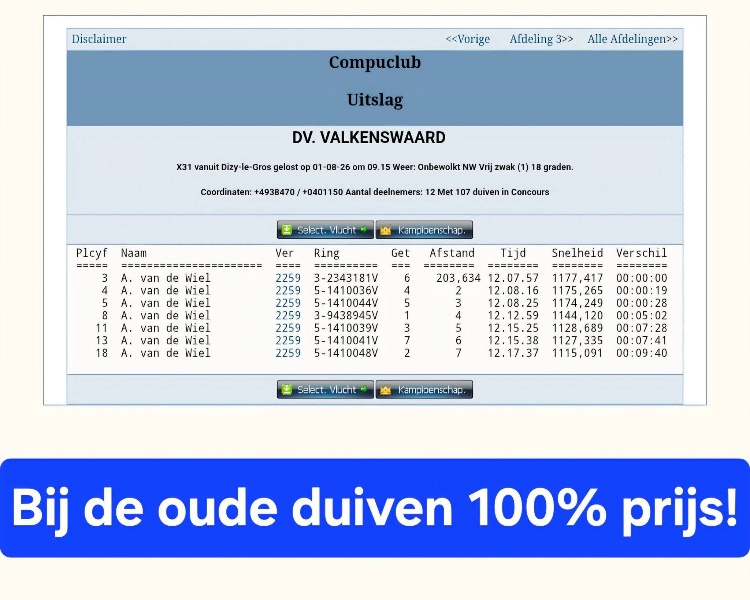 Disclaimer <<Vorige Afdeling 3>> Alle Afdelingen>>
Compuclub
Uitslag
DV. VALKENSWAARD
X31 vanuit Dizy-le-Gros gelost op 01-08-26 om 09.15 Weer: Onbewolkt NW Vrij zwak (1) 18 graden.
Coordinaten: +4938470 / +0401150 Aantal deelnemers: 12 Met 107 duiven in Concours
Select. Vlucht Kampioenschap.
Plcyf Naam Ver Ring Get Afstand Tijd Snelheid Verschil
===== ====================== ==== ========== === ======== ======== ======== ========
3 A. van de Wiel 2259 3-2343181V 6 203,634 12.07.57 1177,417 00:00:00
4 A. van de Wiel 2259 5-1410036V 4 2 12.08.16 1175,265 00:00:19
5 A. van de Wiel 2259 5-1410044V 5 3 12.08.25 1174,249 00:00:28
8 A. van de Wiel 2259 3-9438945V 1 4 12.12.59 1144,120 00:05:02
11 A. van de Wiel 2259 5-1410039V 3 5 12.15.25 1128,689 00:07:28
13 A. van de Wiel 2259 5-1410041V 7 6 12.15.38 1127,335 00:07:41
18 A. van de Wiel 2259 5-1410048V 2 7 12.17.37 1115,091 00:09:40
Select. Vlucht Kampioenschap.
Bij de oude duiven 100% prijs!